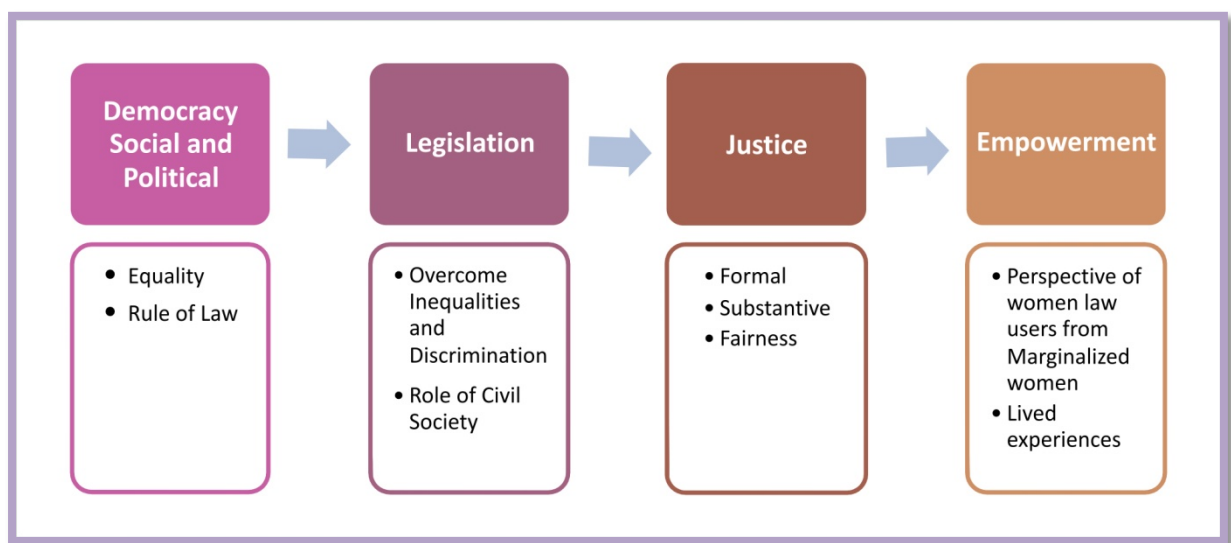 Democracy
Social and
Political
• Equality
• Rule of Law
Legislation
• Overcome
Inequalities
and
Discrimination
• Role of Civil
Society
Justice
• Formal
• Substantive
• Fairness
Empowerment
• Perspective of
women law
users from
Marginalized
women
• Lived
experiences